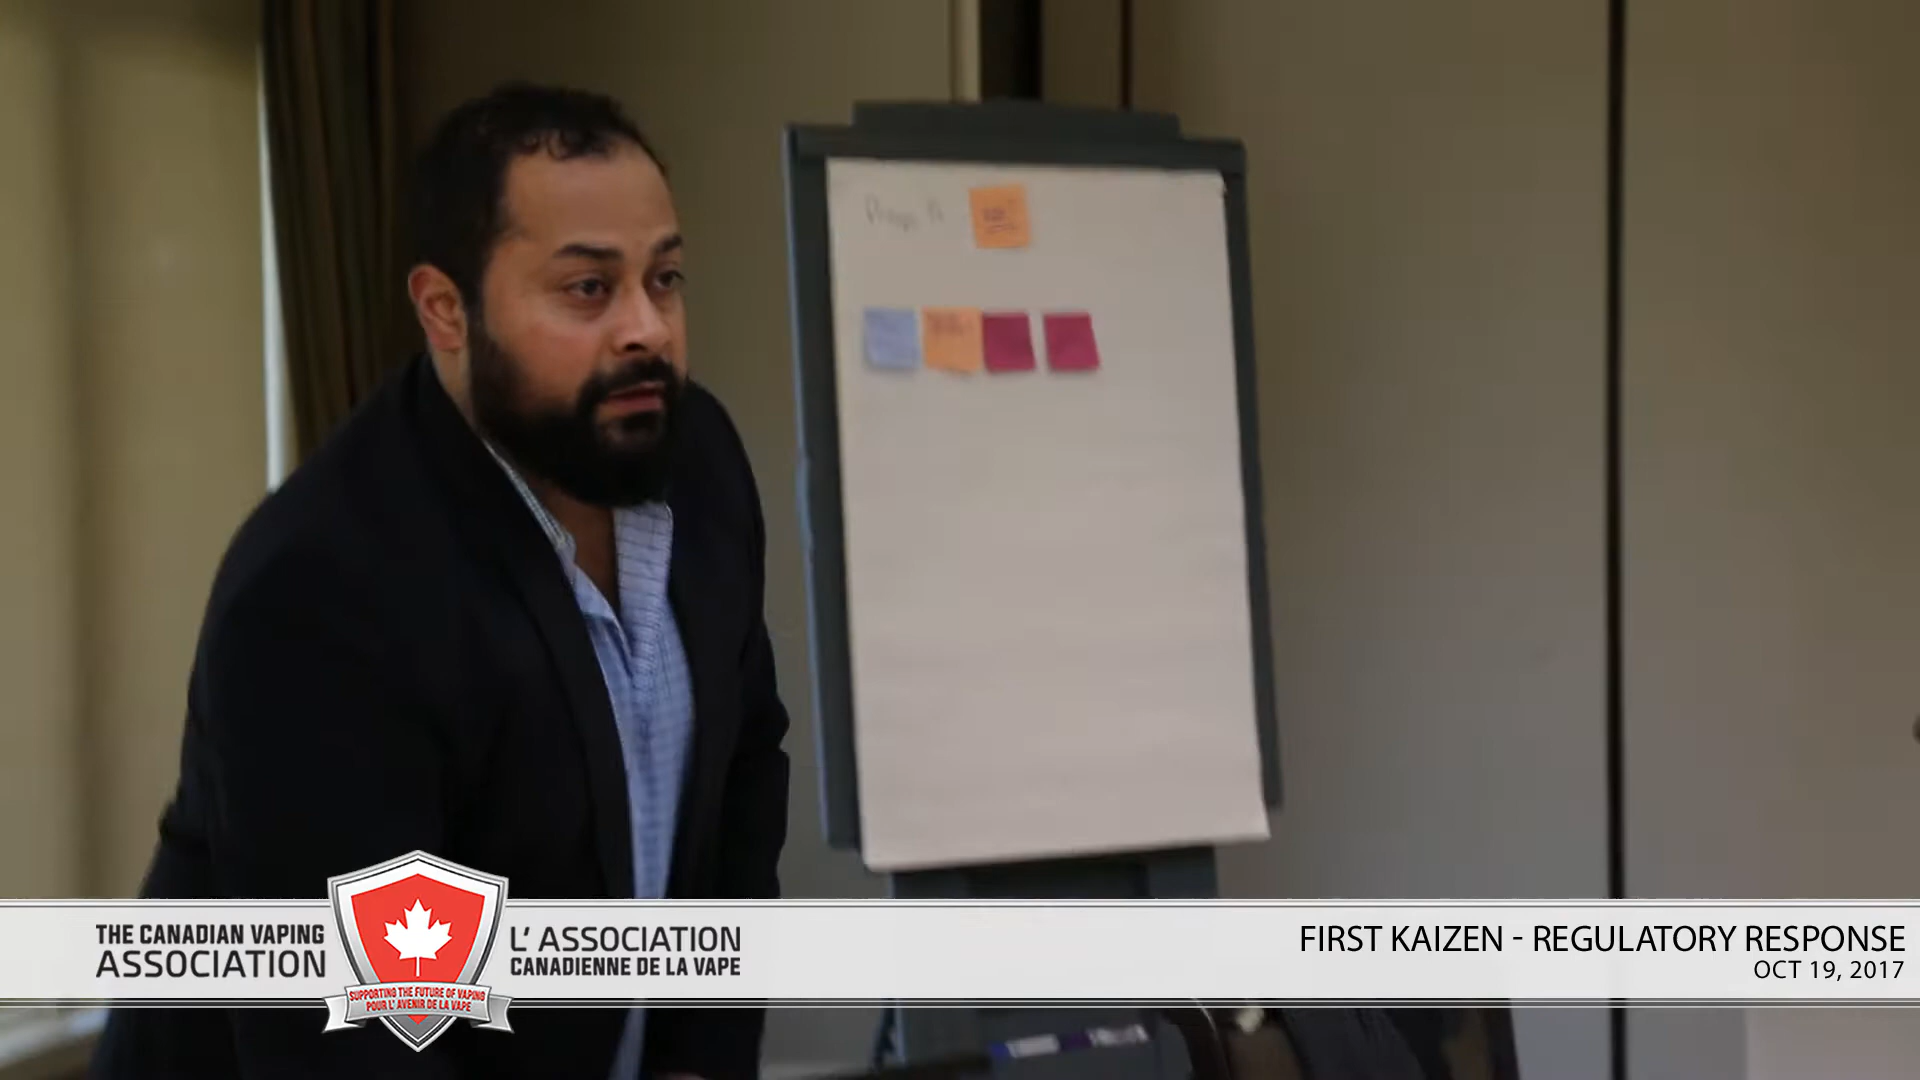 THE CANADIAN VAPING
ASSOCIATION
L' ASSOCIATION
CANADIENNE DE LA VAPE
SUPPORTING THE FUTURE OF VAPING
POUR L' AVENIR DE LA VAPE
FIRST KAIZEN - REGULATORY RESPONSE
OCT 19, 2017